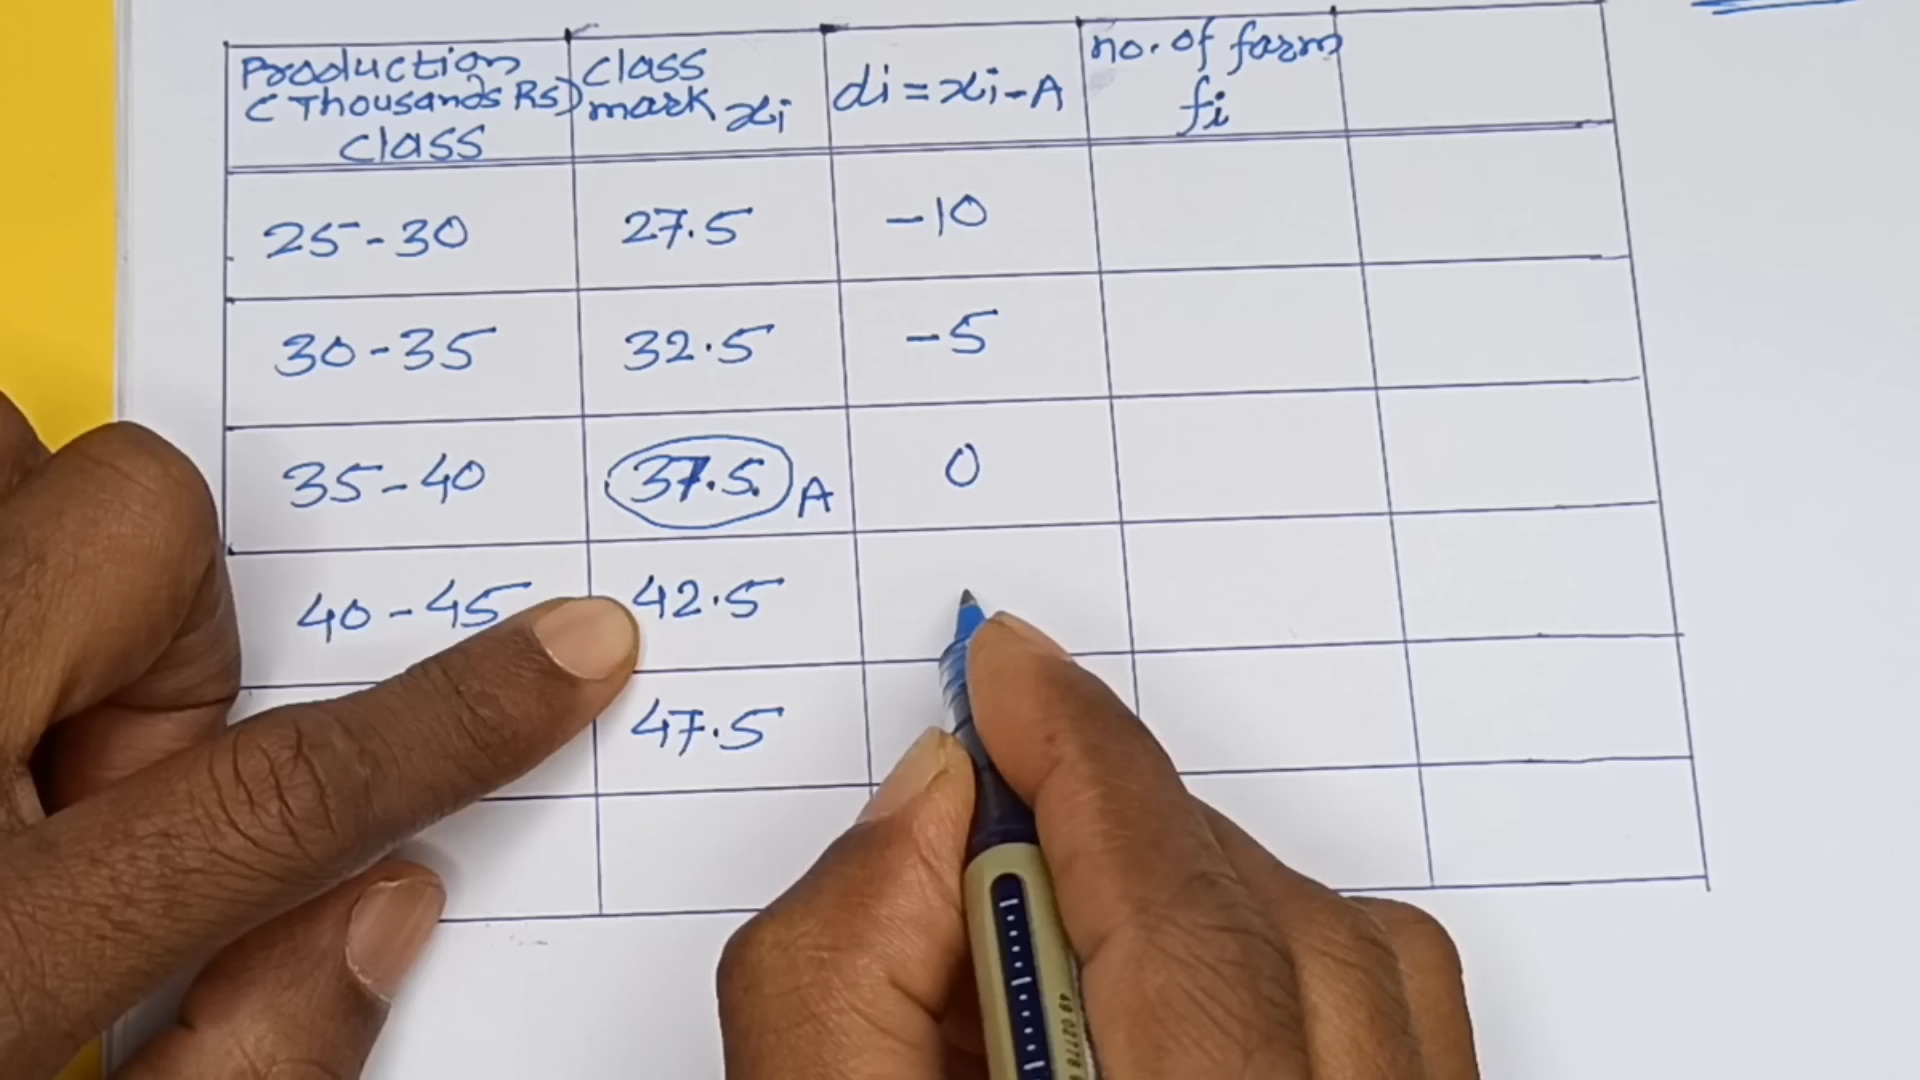 Production
(Thousands Rs)
class
class
mark xi
di = xi - A
no. of farm
fi
25-30
27.5
-10
30-35
32.5
-5
35-40
37.5 A
0
40-45
42.5
47.5